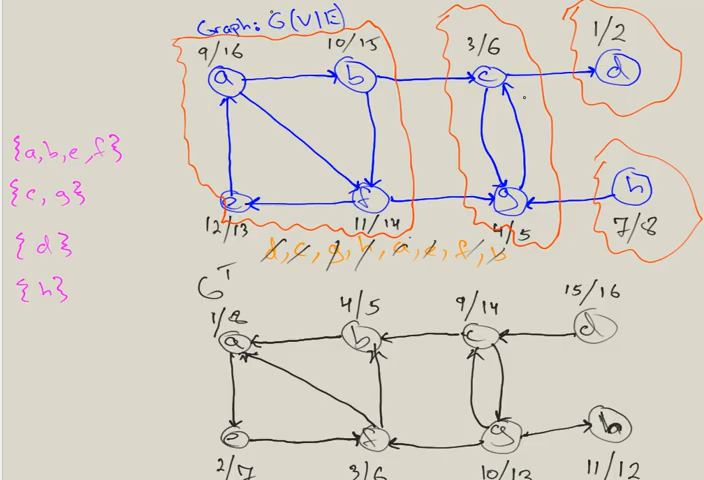 Graph: G(V,E)
9/16 10/15 3/6 1/2
a b c d
{a,b,e,f}
{c, g}
{d}
{h}
e f g h
12/13 11/14 4/5 7/8
d, c, g, h, a, e, f, b
G^T
1/8 4/5 9/14 15/16
a b c d
e f g h
2/7 3/6 10/13 11/12